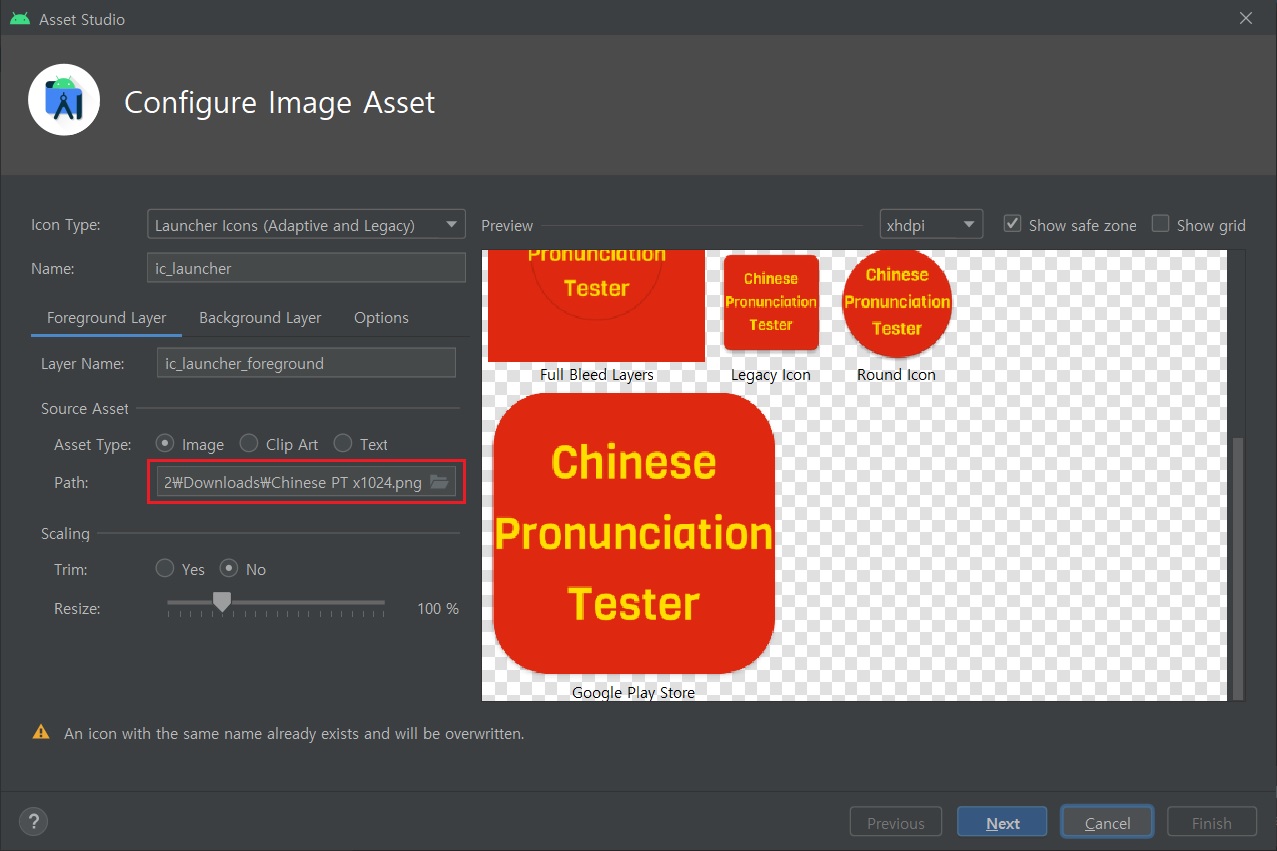 Asset Studio
Configure Image Asset
Icon Type:
Launcher Icons (Adaptive and Legacy)
Name:
ic_launcher
Foreground Layer
Background Layer
Options
Layer Name:
ic_launcher_foreground
Source Asset
Asset Type:
Image
Clip Art
Text
Path:
2₩Downloads₩Chinese PT x1024.png
Scaling
Trim:
Yes
No
Resize:
100 %
Preview
xhdpi
Show safe zone
Show grid
Pronunciation
Tester
Full Bleed Layers
Chinese
Pronunciation
Tester
Legacy Icon
Chinese
Pronunciation
Tester
Round Icon
Chinese
Pronunciation
Tester
Google Play Store
An icon with the same name already exists and will be overwritten.
?
Previous
Next
Cancel
Finish